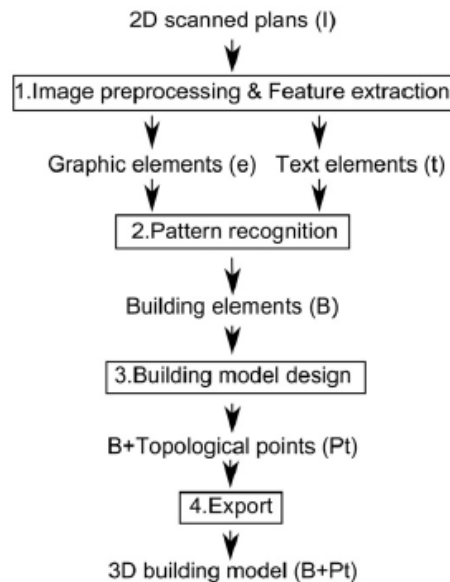 2D scanned plans (I)
1.Image preprocessing & Feature extraction
Graphic elements (e) Text elements (t)
2.Pattern recognition
Building elements (B)
3.Building model design
B+Topological points (Pt)
4.Export
3D building model (B+Pt)